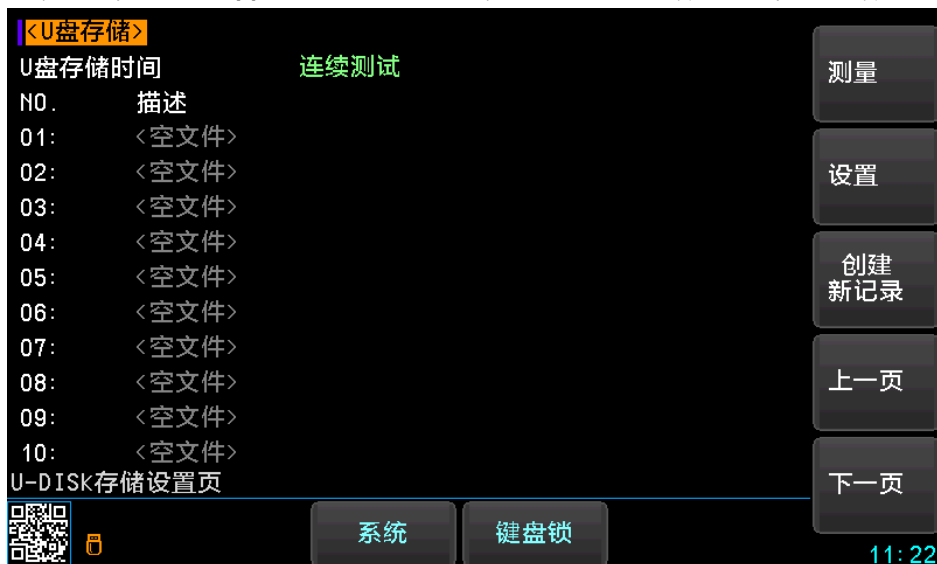 <U盘存储>
U盘存储时间 连续测试
NO. 描述
01: <空文件>
02: <空文件>
03: <空文件>
04: <空文件>
05: <空文件>
06: <空文件>
07: <空文件>
08: <空文件>
09: <空文件>
10: <空文件>
U-DISK存储设置页
测量
设置
创建
新记录
上一页
下一页
系统 键盘锁
11:22